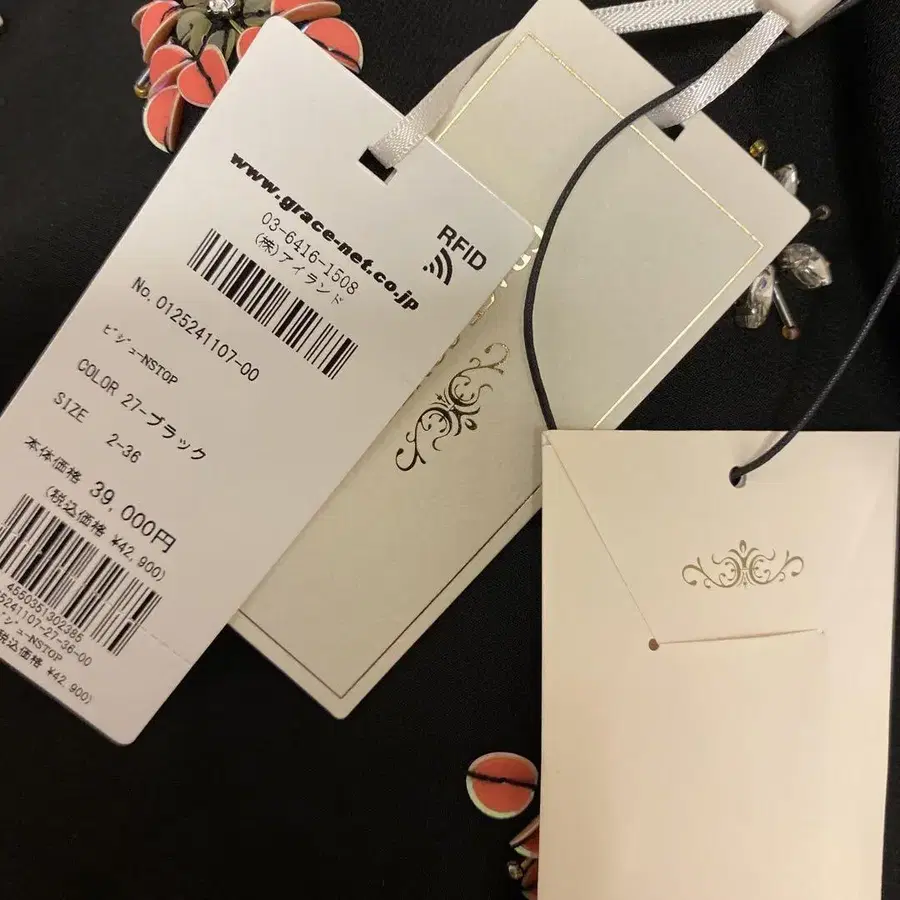 www.grace-net.co.jp
03-6416-1508
(株)アイランド
RFID
No. 0125241107-00
ビジューNSTOP
COLOR 27-ブラック
SIZE 2-36
本体価格 39,000円
(税込価格 ¥42,900)
4550351302385
5241107-27-36-00
ビジューNSTOP
税込価格 ¥42,900)